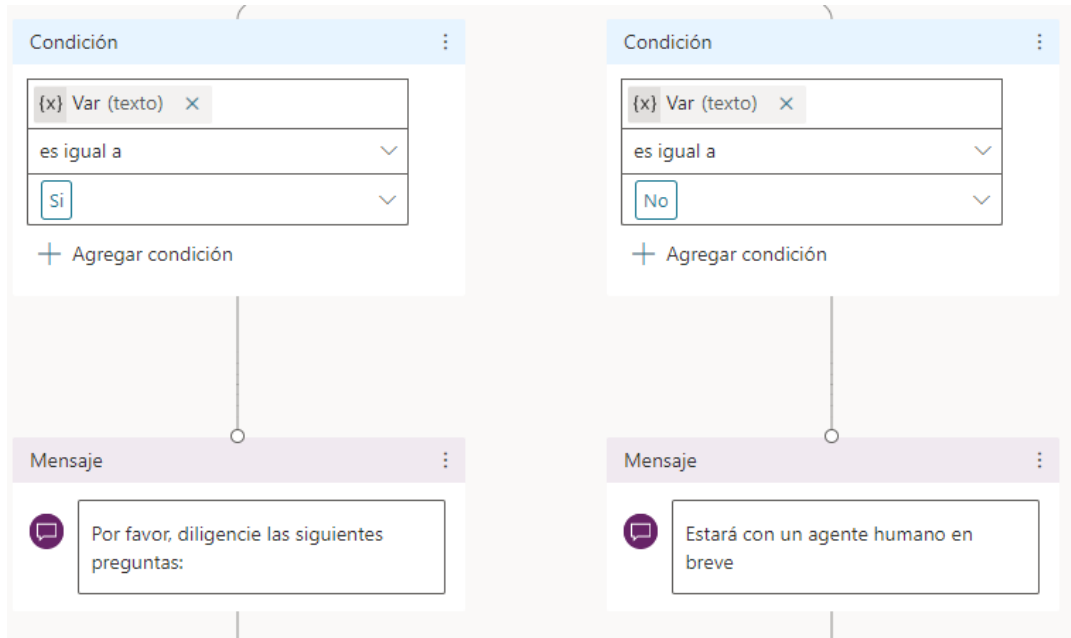 Condición
{x} Var (texto) ×
es igual a
Si
+ Agregar condición
Mensaje
Por favor, diligencie las siguientes
preguntas:
Condición
{x} Var (texto) ×
es igual a
No
+ Agregar condición
Mensaje
Estará con un agente humano en
breve